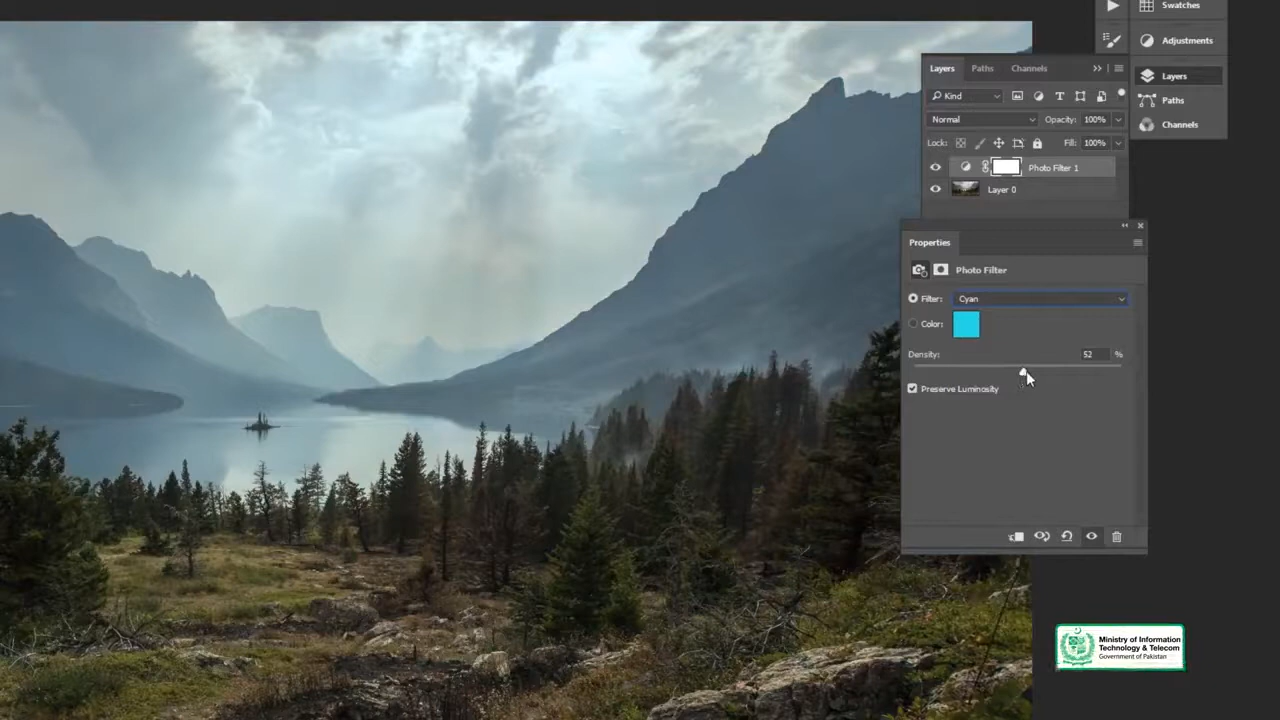 Swatches
Adjustments
Layers
Paths
Channels
Layers Paths Channels
Kind
Normal Opacity: 100%
Lock: Fill: 100%
Photo Filter 1
Layer 0
Properties
Photo Filter
Filter: Cyan
Color:
Density: 52 %
Preserve Luminosity
Ministry of Information
Technology & Telecom
Government of Pakistan